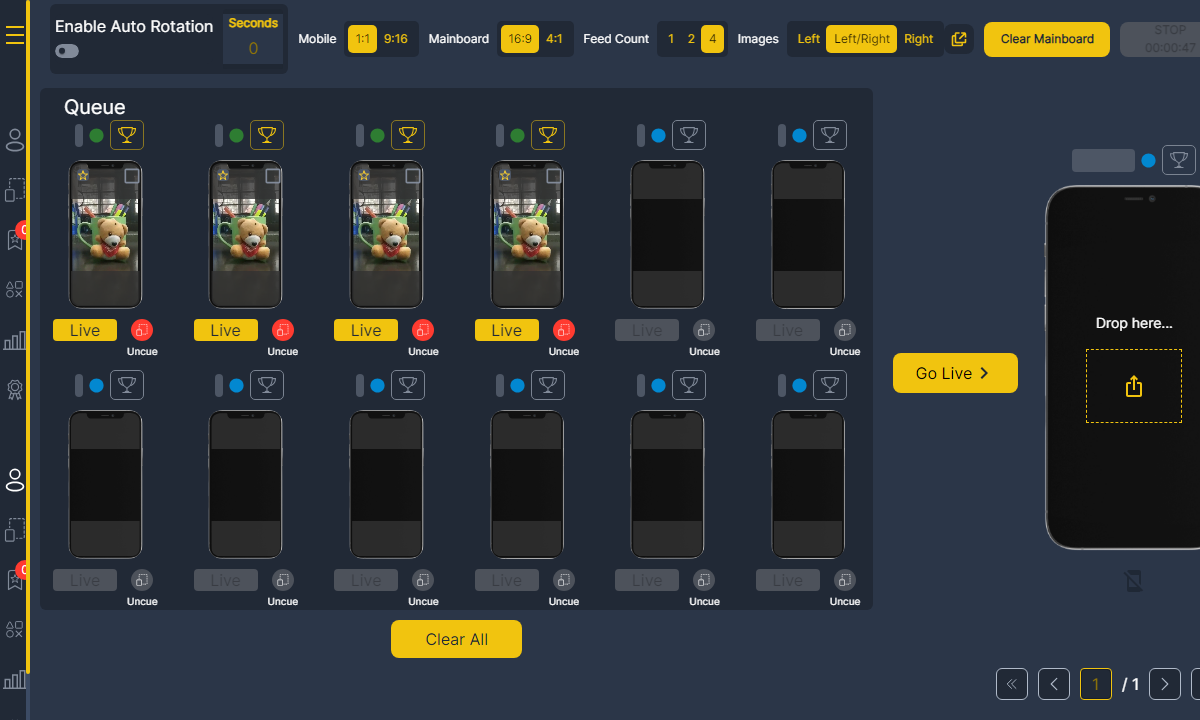 Enable Auto Rotation
Seconds
0
Mobile 1:1 9:16
Mainboard 16:9 4:1
Feed Count 1 2 4
Images Left Left/Right Right
Clear Mainboard
STOP
00:00:47
Queue
Live Live Live Live Live Live
Uncue Uncue Uncue Uncue Uncue Uncue
Live Live Live Live Live Live
Uncue Uncue Uncue Uncue Uncue Uncue
Clear All
Go Live
Drop here...
1 / 1